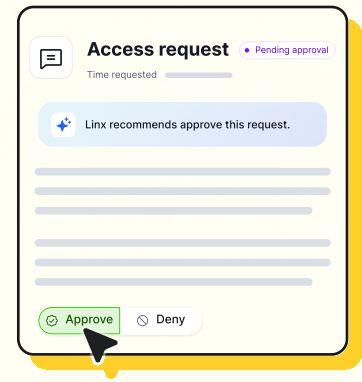 Access request
Pending approval
Time requested
Linx recommends approve this request.
Approve
Deny